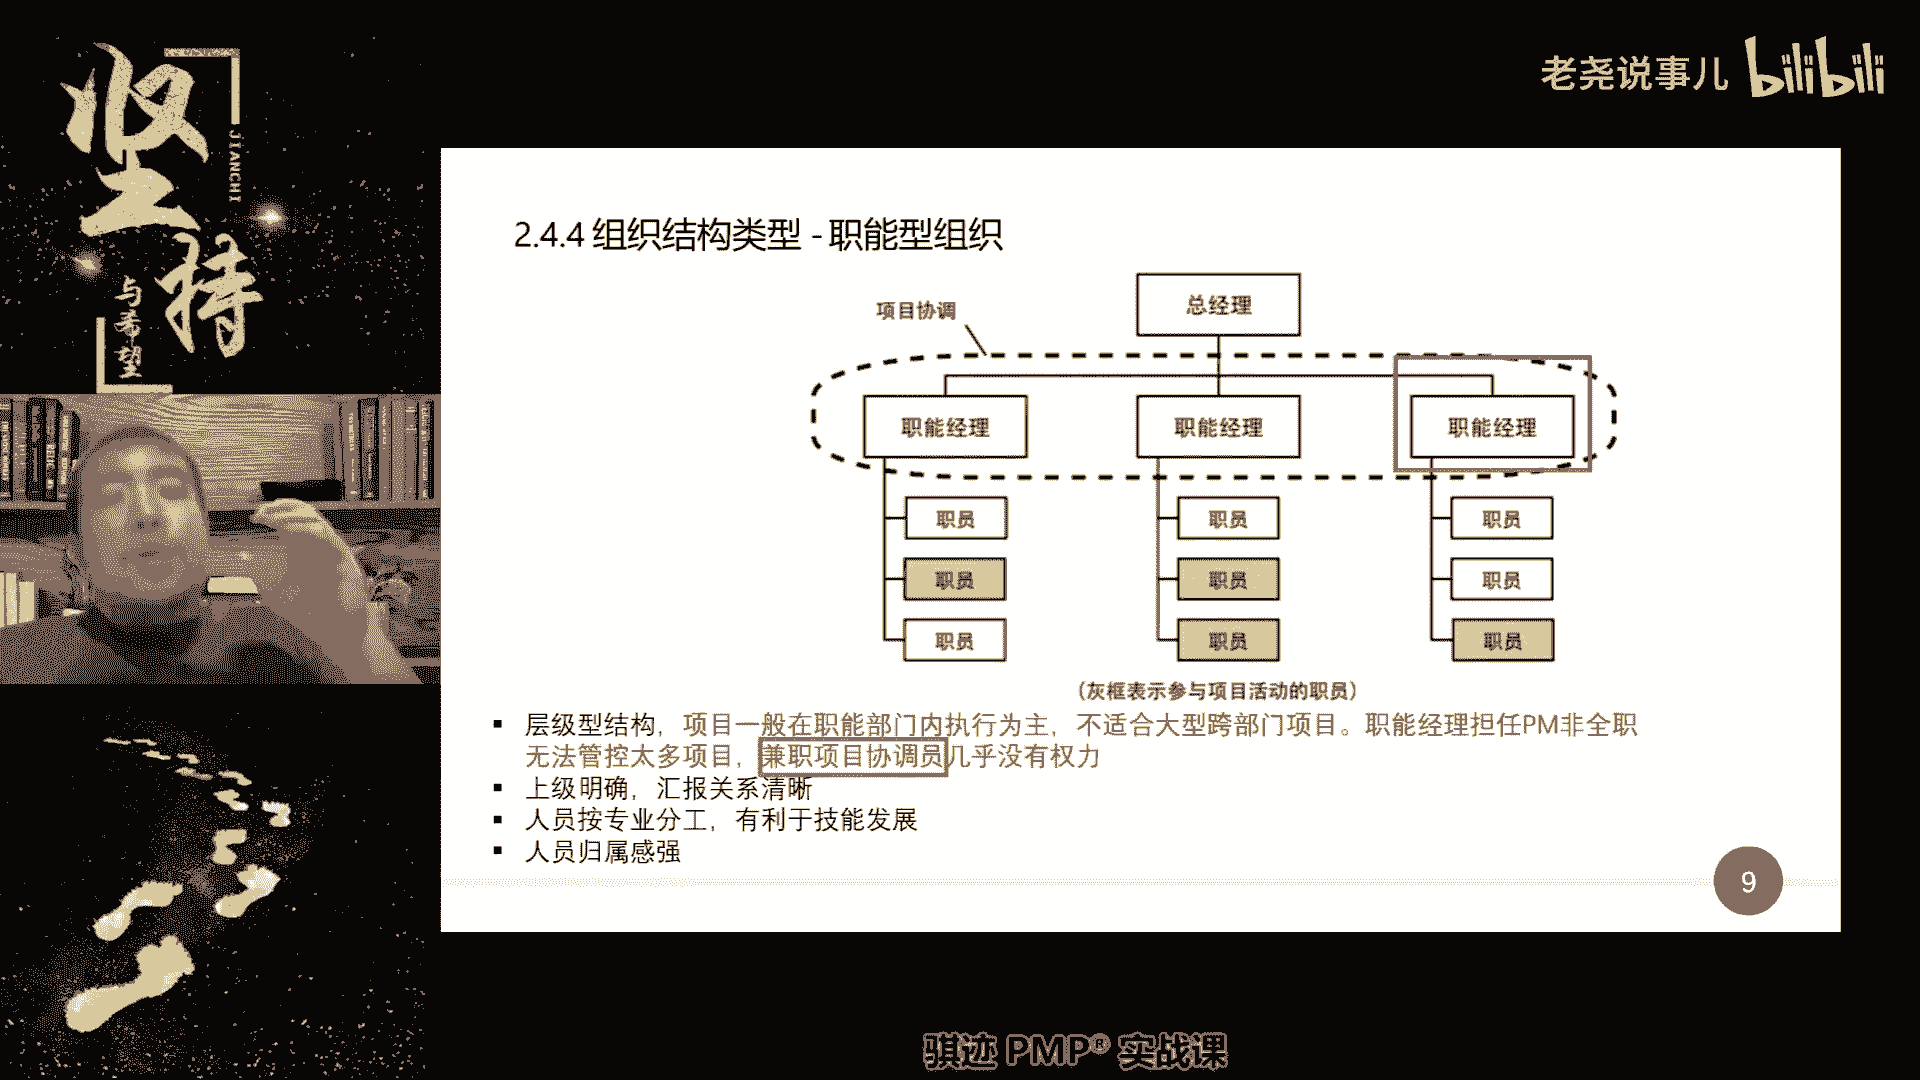 坚持
JIANCHI
与希望
老尧说事儿 bilibili
2.4.4 组织结构类型 - 职能型组织
总经理
项目协调
职能经理 职能经理 职能经理
职员 职员 职员
职员 职员 职员
职员 职员 职员
（灰框表示参与项目活动的职员）
▪ 层级型结构，项目一般在职能部门内执行为主，不适合大型跨部门项目。职能经理担任PM非全职
无法管控太多项目，兼职项目协调员几乎没有权力
▪ 上级明确，汇报关系清晰
▪ 人员按专业分工，有利于技能发展
▪ 人员归属感强
9
骐迹 PMP® 实战课